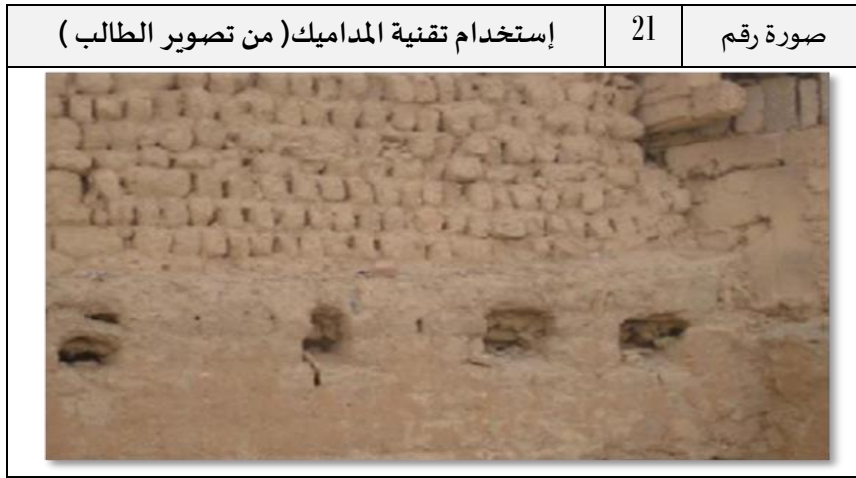 صورة رقم 21 إستخدام تقنية المداميك( من تصوير الطالب )